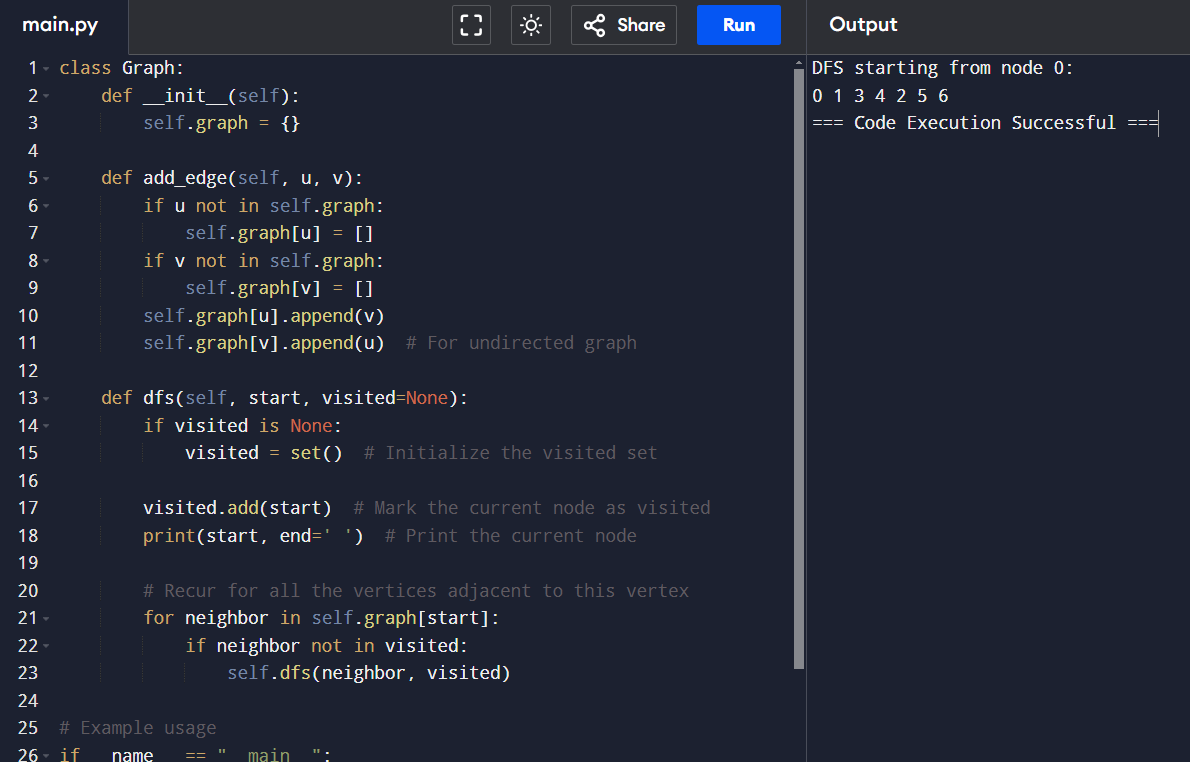 main.py
Share
Run
Output
1 class Graph:
2     def __init__(self):
3         self.graph = {}
4
5     def add_edge(self, u, v):
6         if u not in self.graph:
7             self.graph[u] = []
8         if v not in self.graph:
9             self.graph[v] = []
10         self.graph[u].append(v)
11         self.graph[v].append(u)  # For undirected graph
12
13     def dfs(self, start, visited=None):
14         if visited is None:
15             visited = set()  # Initialize the visited set
16
17         visited.add(start)  # Mark the current node as visited
18         print(start, end=' ')  # Print the current node
19
20         # Recur for all the vertices adjacent to this vertex
21         for neighbor in self.graph[start]:
22             if neighbor not in visited:
23                 self.dfs(neighbor, visited)
24
25 # Example usage
26 if __name__ == "__main__":
DFS starting from node 0:
0 1 3 4 2 5 6
=== Code Execution Successful ===